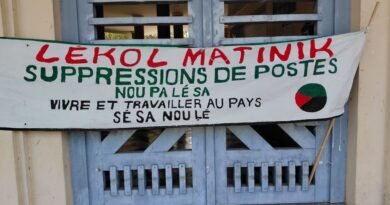 LEKOL MATINIK
SUPPRESSIONS DE POSTES
NOU PA LÉ SA
VIVRE ET TRAVAILLER AU PAYS
SÉ SA NOU LÉ